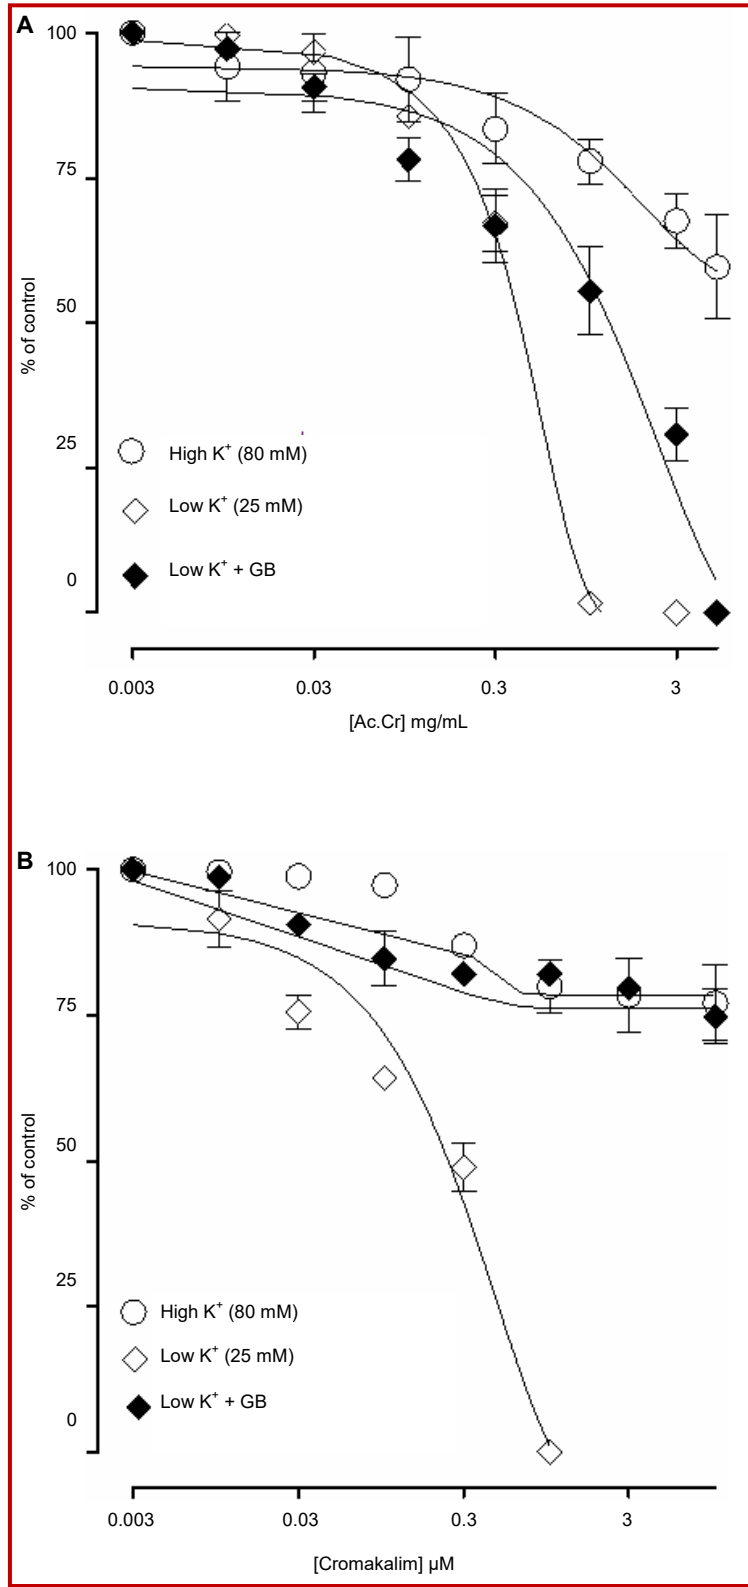 A
100
75
50
25
0
% of control
High K⁺ (80 mM)
Low K⁺ (25 mM)
Low K⁺ + GB
0.003 0.03 0.3 3
[Ac.Cr] mg/mL
B
100
75
50
25
0
% of control
High K⁺ (80 mM)
Low K⁺ (25 mM)
Low K⁺ + GB
0.003 0.03 0.3 3
[Cromakalim] µM